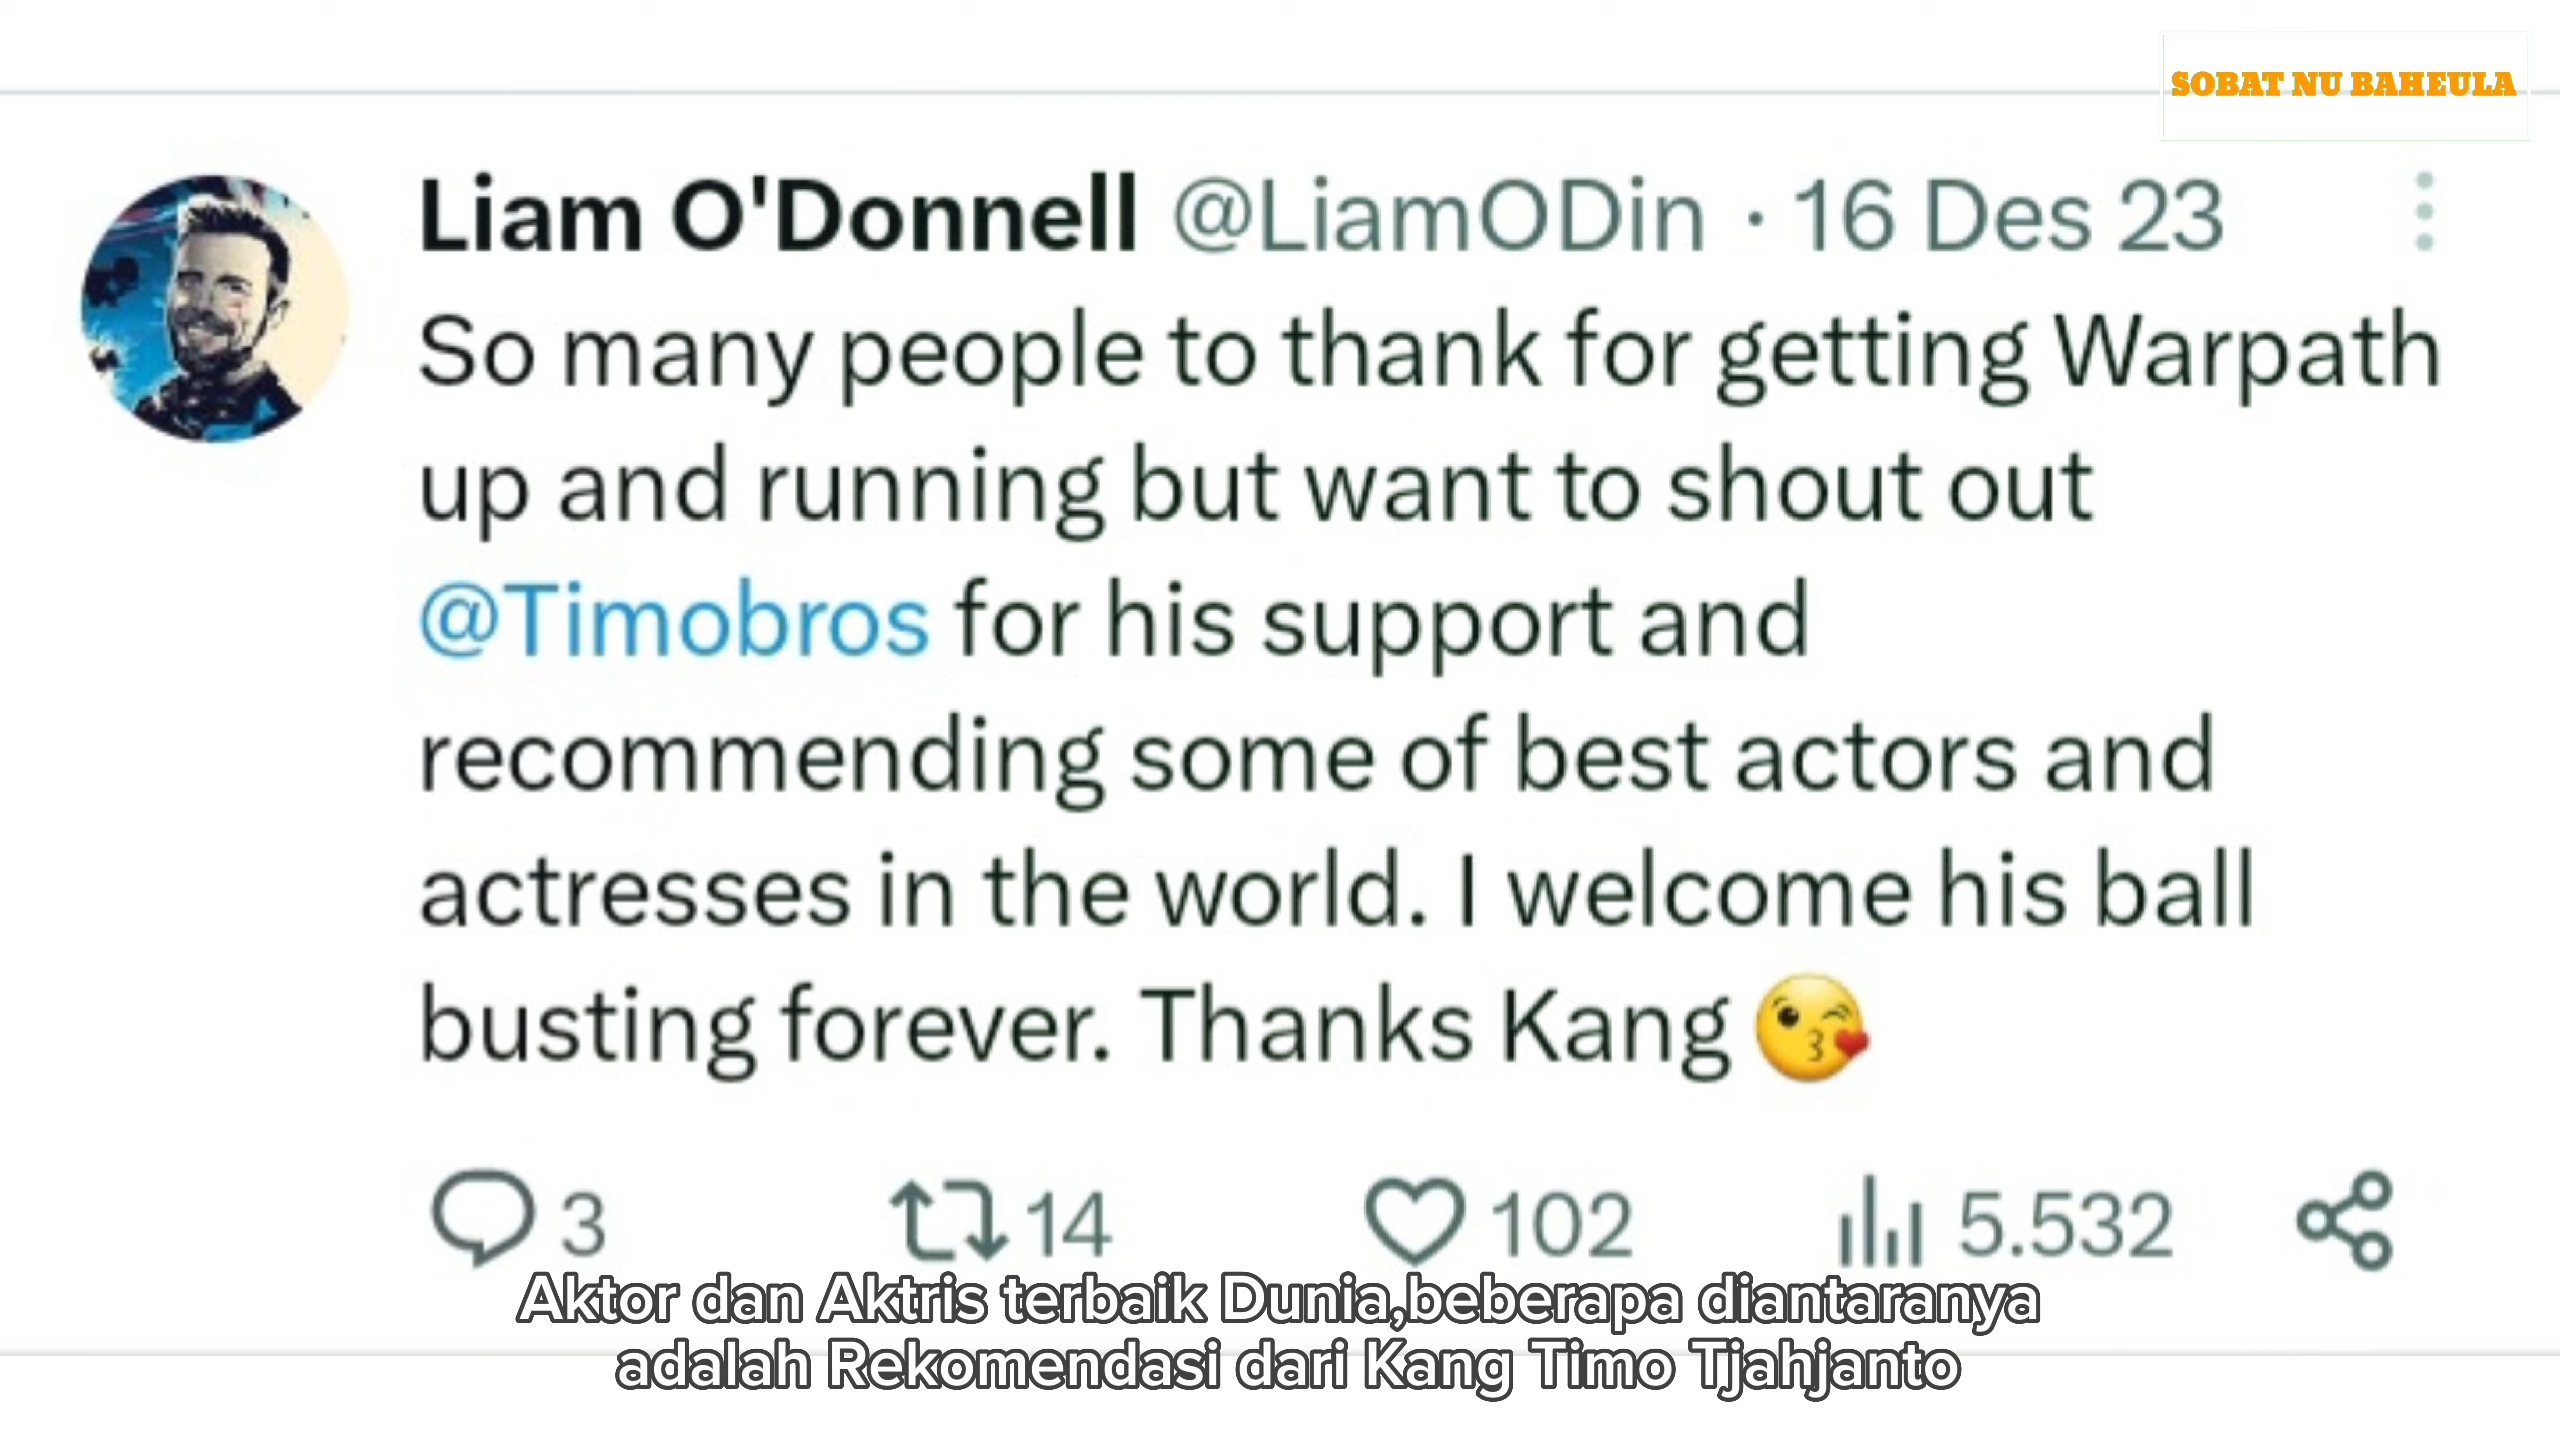 SOBAT NU BAHEULA
Liam O'Donnell @LiamODin · 16 Des 23
So many people to thank for getting Warpath
up and running but want to shout out
@Timobros for his support and
recommending some of best actors and
actresses in the world. I welcome his ball
busting forever. Thanks Kang 😘
3 14 102 5.532
Aktor dan Aktris terbaik Dunia,beberapa diantaranya
adalah Rekomendasi dari Kang Timo Tjahjanto